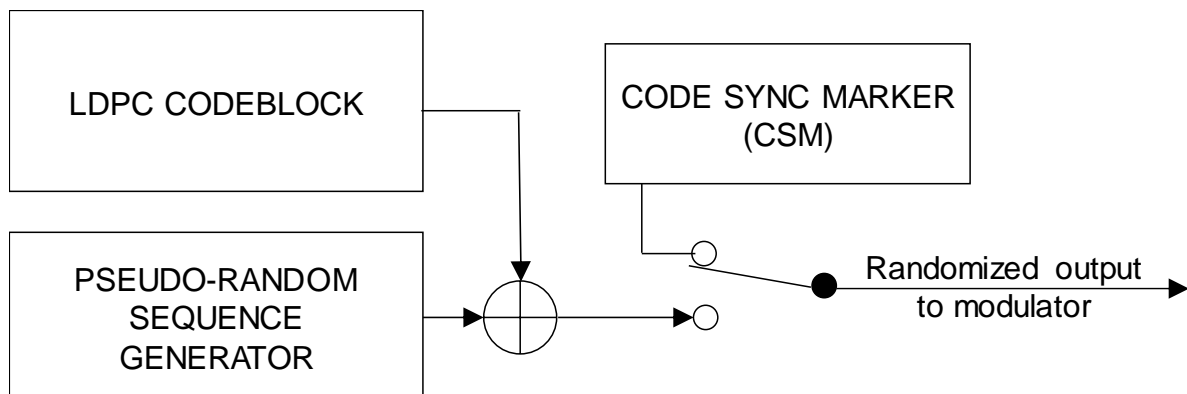 LDPC CODEBLOCK
CODE SYNC MARKER
(CSM)
PSEUDO-RANDOM
SEQUENCE
GENERATOR
Randomized output
to modulator